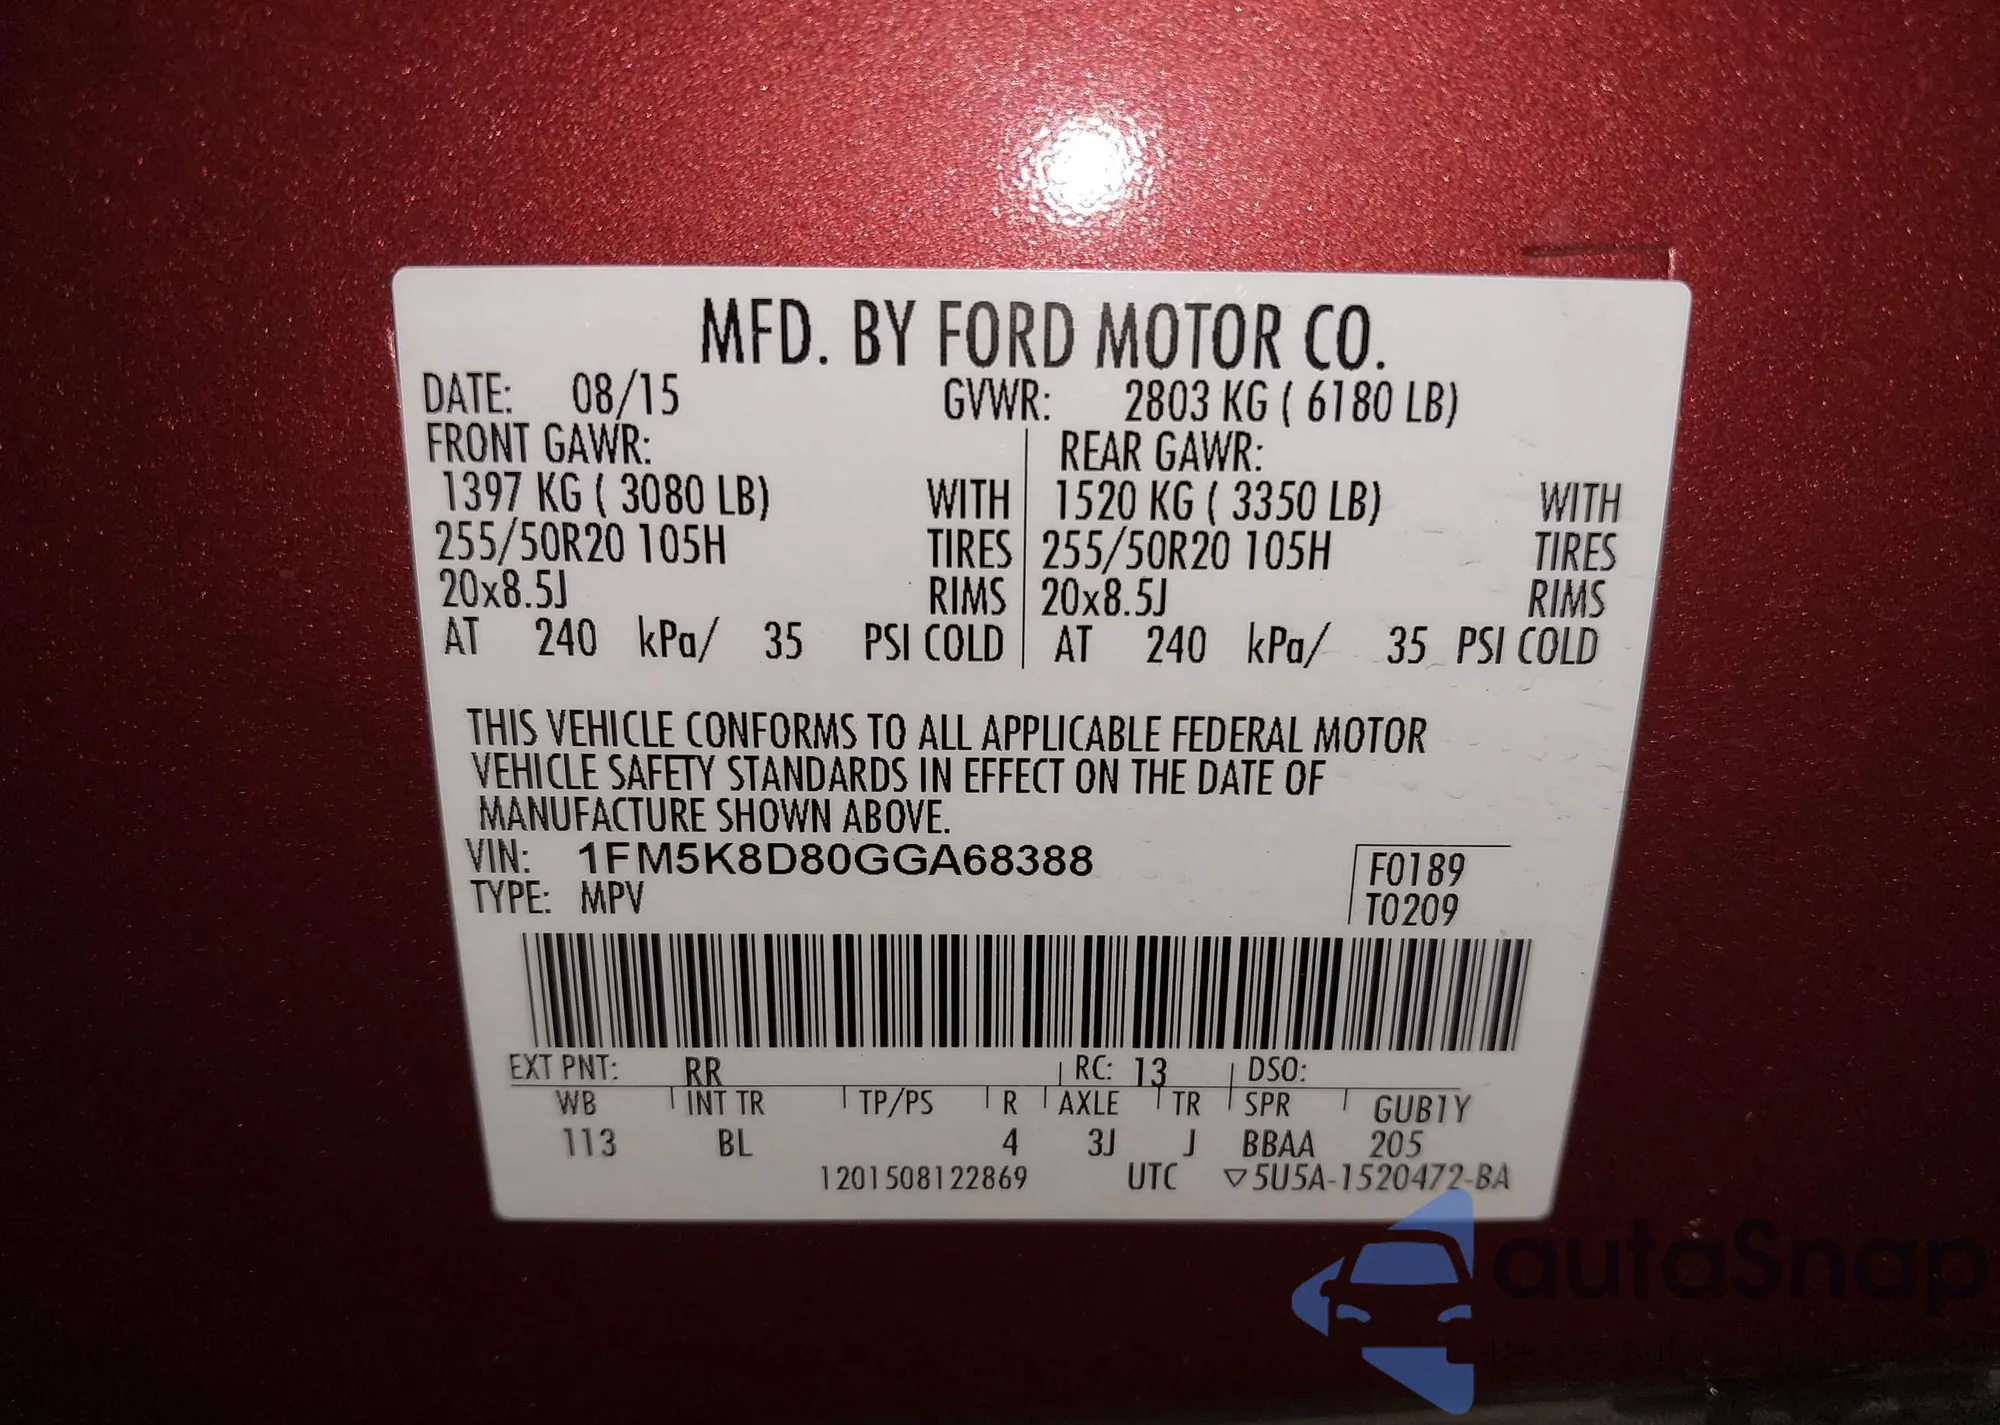 MFD. BY FORD MOTOR CO.
DATE: 08/15 GVWR: 2803 KG ( 6180 LB)
FRONT GAWR: REAR GAWR:
1397 KG ( 3080 LB) WITH 1520 KG ( 3350 LB) WITH
255/50R20 105H TIRES 255/50R20 105H TIRES
20x8.5J RIMS 20x8.5J RIMS
AT 240 kPa/ 35 PSI COLD AT 240 kPa/ 35 PSI COLD
THIS VEHICLE CONFORMS TO ALL APPLICABLE FEDERAL MOTOR
VEHICLE SAFETY STANDARDS IN EFFECT ON THE DATE OF
MANUFACTURE SHOWN ABOVE.
VIN: 1FM5K8D80GGA68388 F0189
TYPE: MPV T0209
EXT PNT: RR RC: 13 DSO:
WB INT TR TP/PS R AXLE TR SPR GUB1Y
113 BL 4 3J J BBAA 205
1201508122869 UTC ▽5U5A-1520472-BA
autaSnap